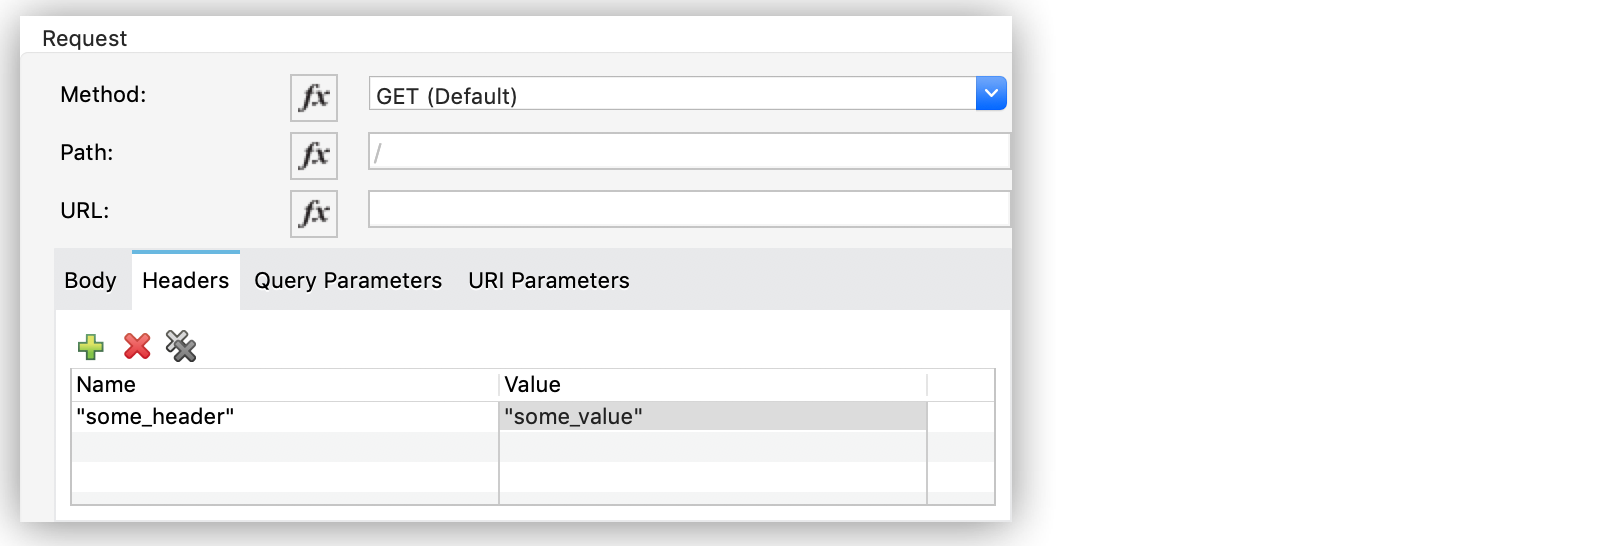 Request
Method: fx GET (Default)
Path: fx /
URL: fx
Body Headers Query Parameters URI Parameters
Name Value
"some_header" "some_value"